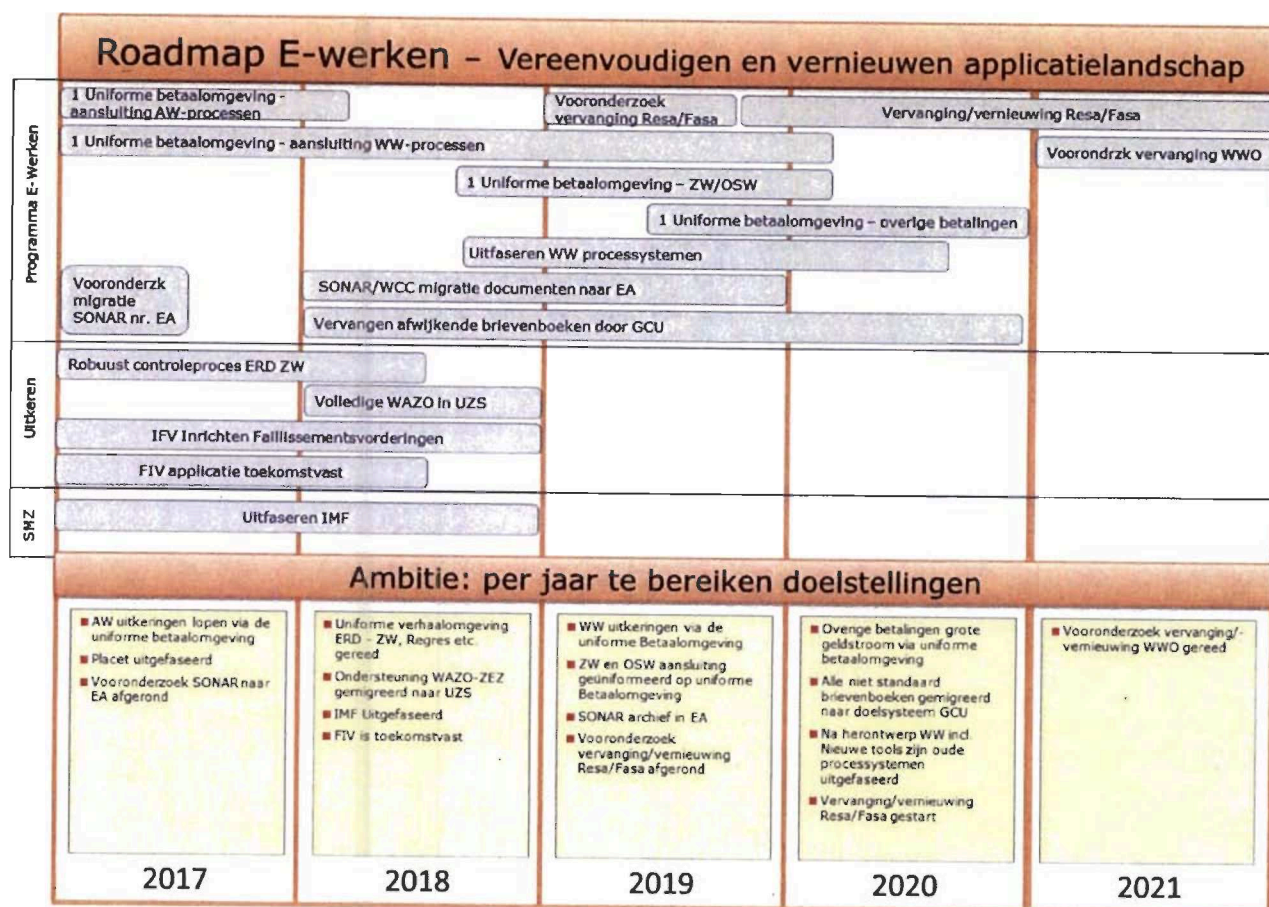 Roadmap E-werken – Vereenvoudigen en vernieuwen applicatielandschap
Programma E-Werken
1 Uniforme betaalomgeving -
aansluiting AW-processen
Vooronderzoek
vervanging Resa/Fasa
Vervanging/vernieuwing Resa/Fasa
1 Uniforme betaalomgeving - aansluiting WW-processen
Voorondrzk vervanging WWO
1 Uniforme betaalomgeving – ZW/OSW
1 Uniforme betaalomgeving – overige betalingen
Uitfaseren WW processystemen
Vooronderzk
migratie
SONAR nr. EA
SONAR/WCC migratie documenten naar EA
Vervangen afwijkende brievenboeken door GCU
Uitkeren
Robuust controleproces ERD ZW
Volledige WAZO in UZS
IFV Inrichten Faillissementsvorderingen
FIV applicatie toekomstvast
SMZ
Uitfaseren IMF
Ambitie: per jaar te bereiken doelstellingen
AW uitkeringen lopen via de
uniforme betaalomgeving
Placet uitgefaseerd
Vooronderzoek SONAR naar
EA afgerond
Uniforme verhaalomgeving
ERD - ZW, Regres etc.
gereed
Ondersteuning WAZO-ZEZ
gemigreerd naar UZS
IMF Uitgefaseerd
FIV is toekomstvast
WW uitkeringen via de
uniforme Betaalomgeving
ZW en OSW aansluiting
geüniformeerd op uniforme
Betaalomgeving
SONAR archief in EA
Vooronderzoek
vervanging/vernieuwing
Resa/Fasa afgerond
Overige betalingen grote
geldstroom via uniforme
betaalomgeving
Alle niet standaard
brievenboeken gemigreerd
naar doelsysteem GCU
Na herontwerp WW incl.
Nieuwe tools zijn oude
processystemen
uitgefaseerd
Vervanging/vernieuwing
Resa/Fasa gestart
Vooronderzoek vervanging/-
vernieuwing WWO gereed
2017
2018
2019
2020
2021